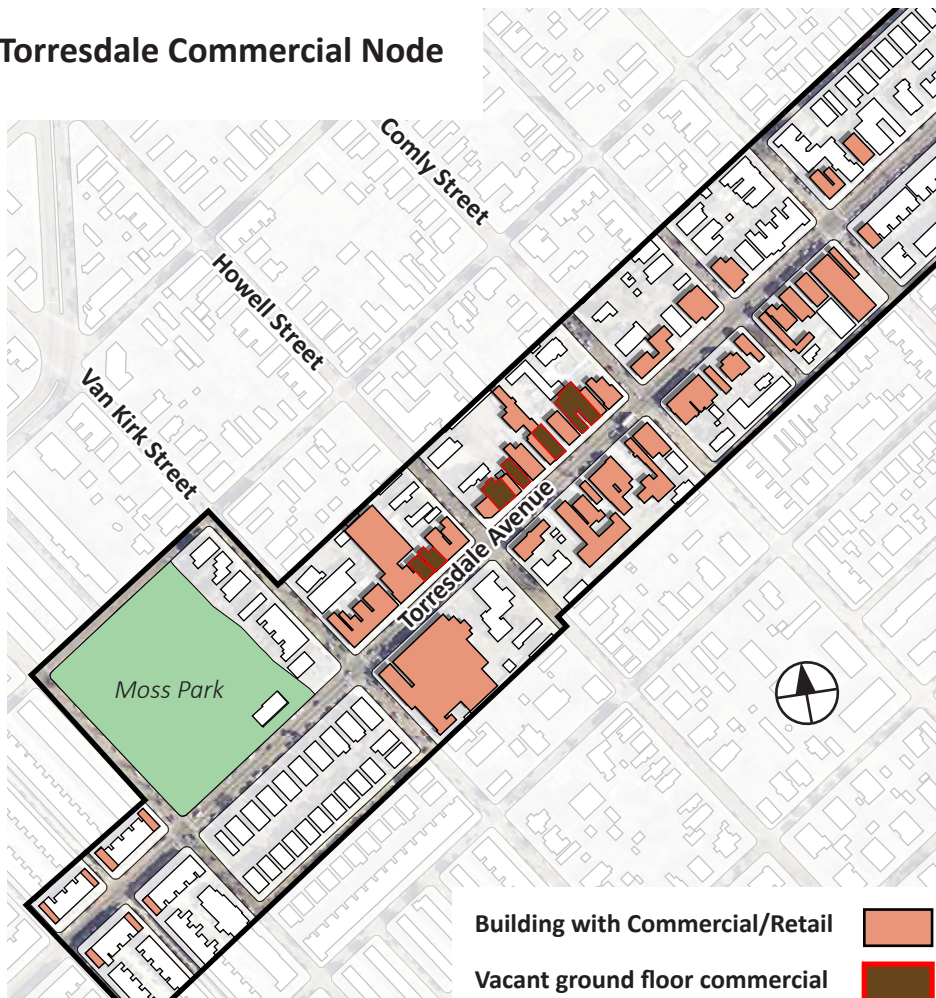 Torresdale Commercial Node
Comly Street
Howell Street
Van Kirk Street
Torresdale Avenue
Moss Park
Building with Commercial/Retail
Vacant ground floor commercial